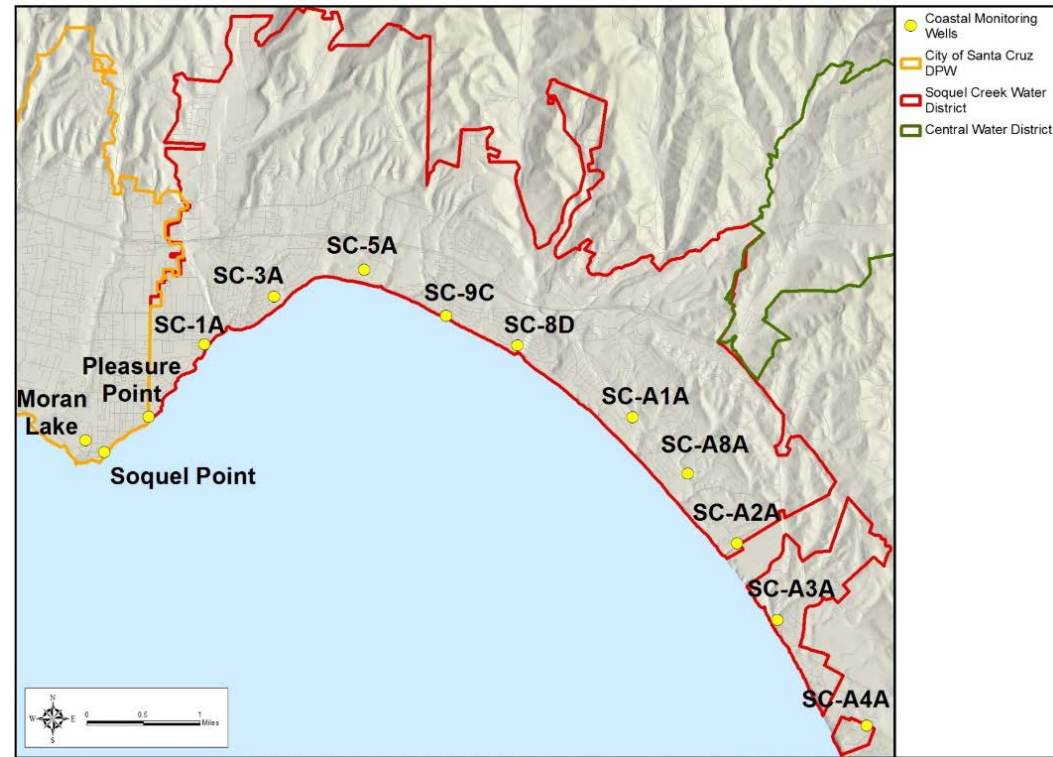 SC-5A
SC-3A
SC-9C
SC-1A
SC-8D
Pleasure
Point
Moran
Lake
SC-A1A
Soquel Point
SC-A8A
SC-A2A
SC-A3A
SC-A4A
N
W
E
S
0
0.5
1
Miles
Coastal Monitoring
Wells
City of Santa Cruz
DPW
Soquel Creek Water
District
Central Water District